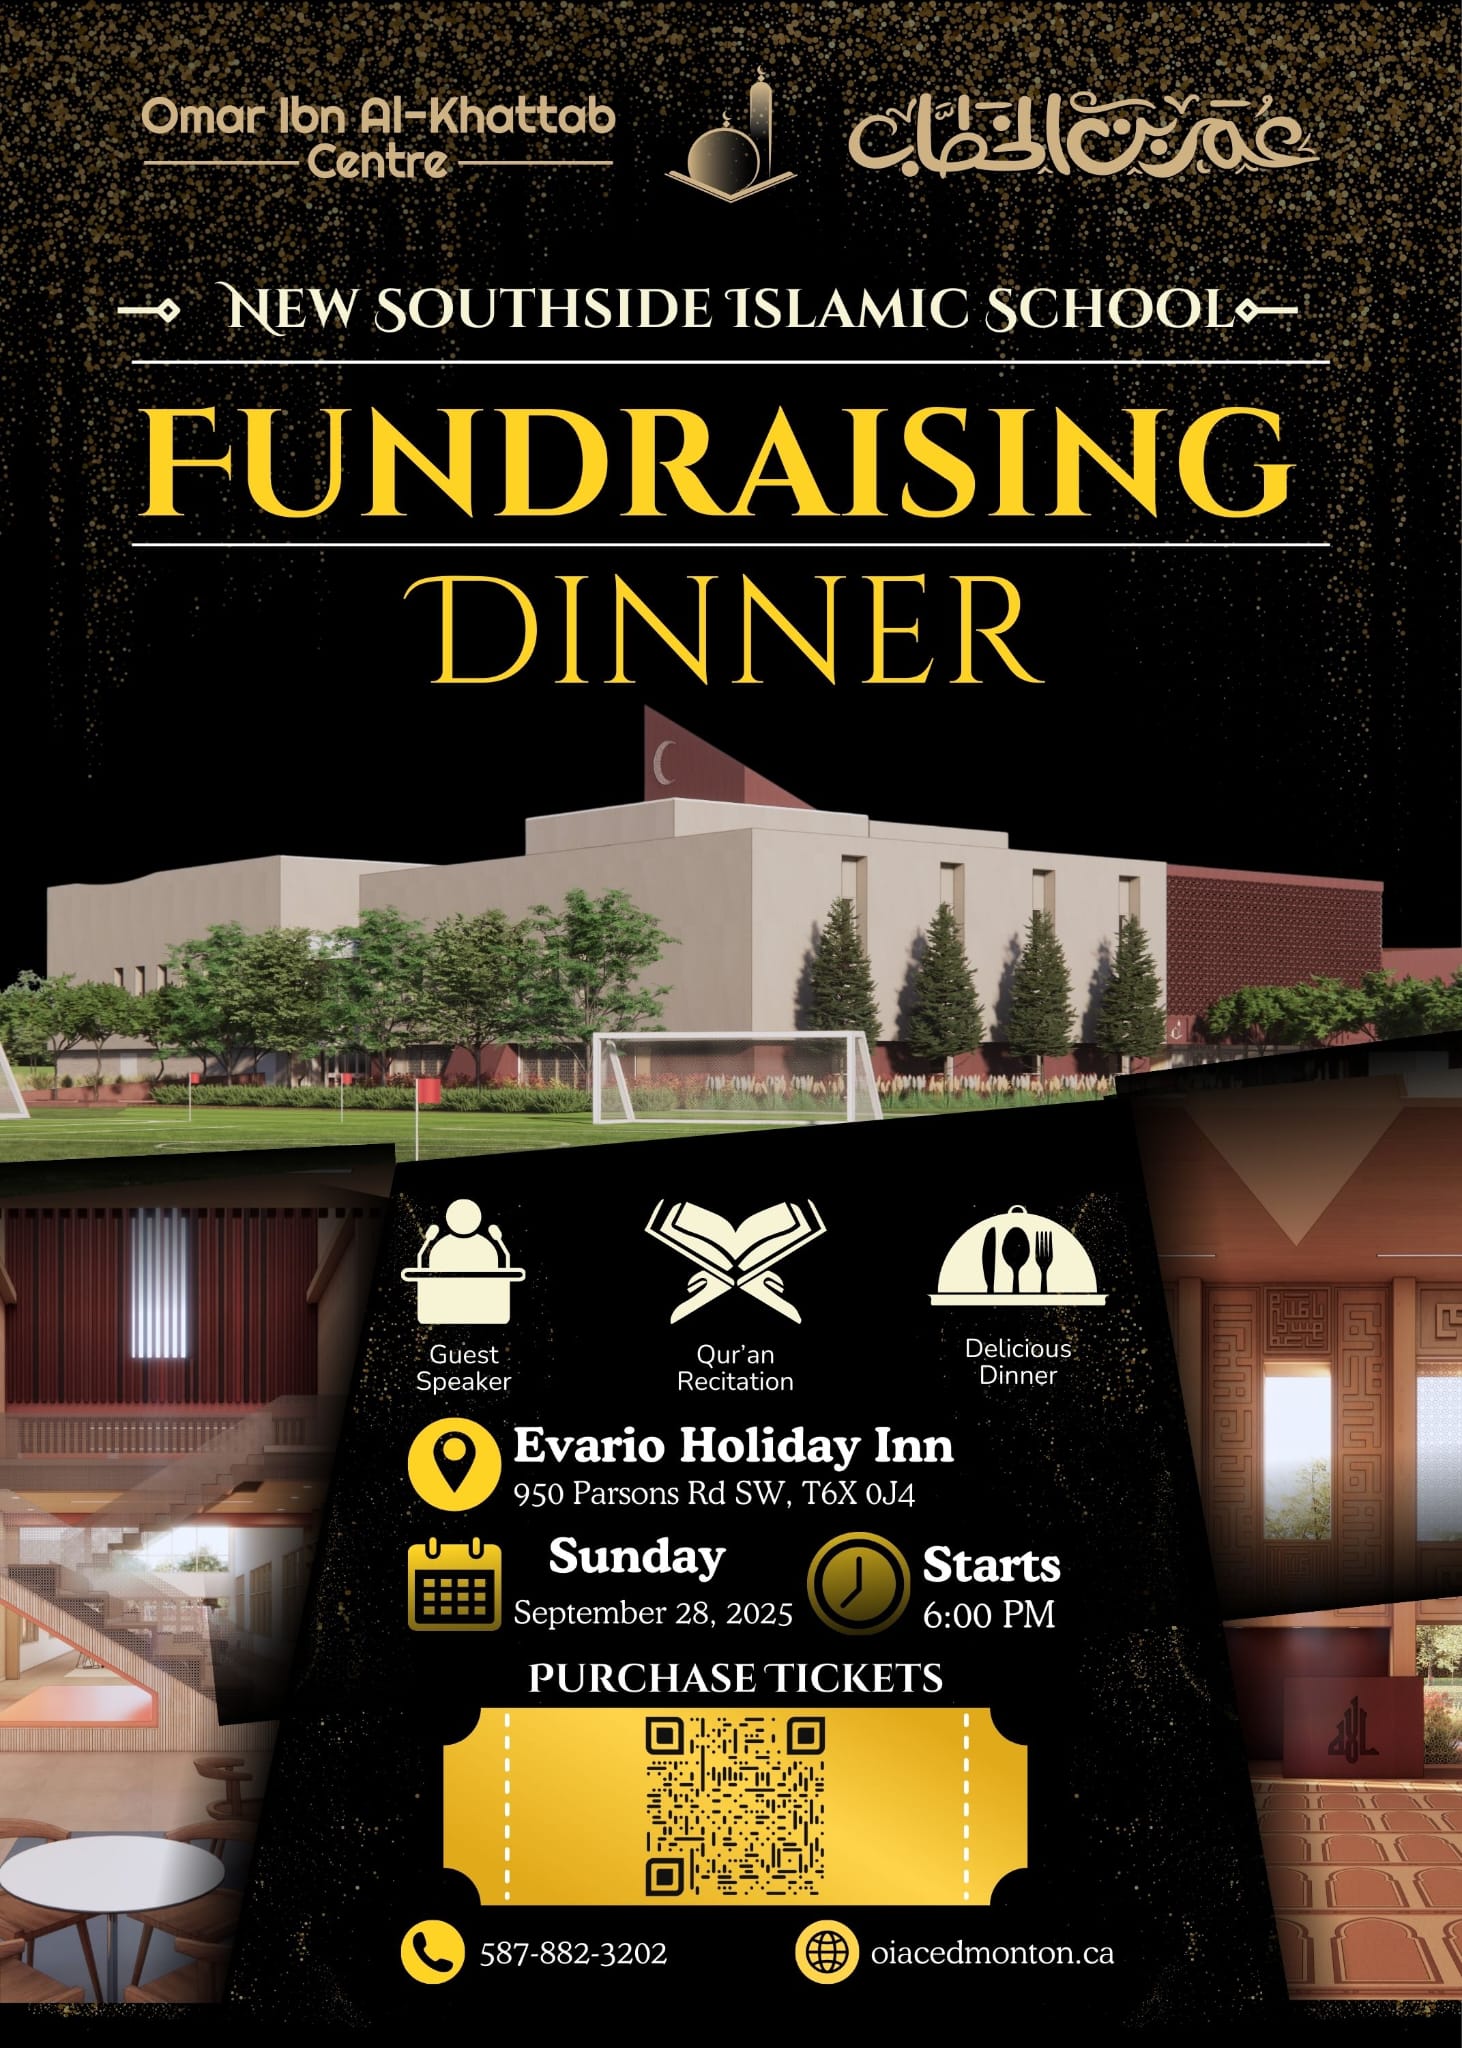 Omar Ibn Al-Khattab
Centre
عمر بن الخطاب
New Southside Islamic School
Fundraising
Dinner
Guest
Speaker
Qur'an
Recitation
Delicious
Dinner
Evario Holiday Inn
950 Parsons Rd SW, T6X 0J4
Sunday
September 28, 2025
Starts
6:00 PM
Purchase Tickets
587-882-3202
oiacedmonton.ca